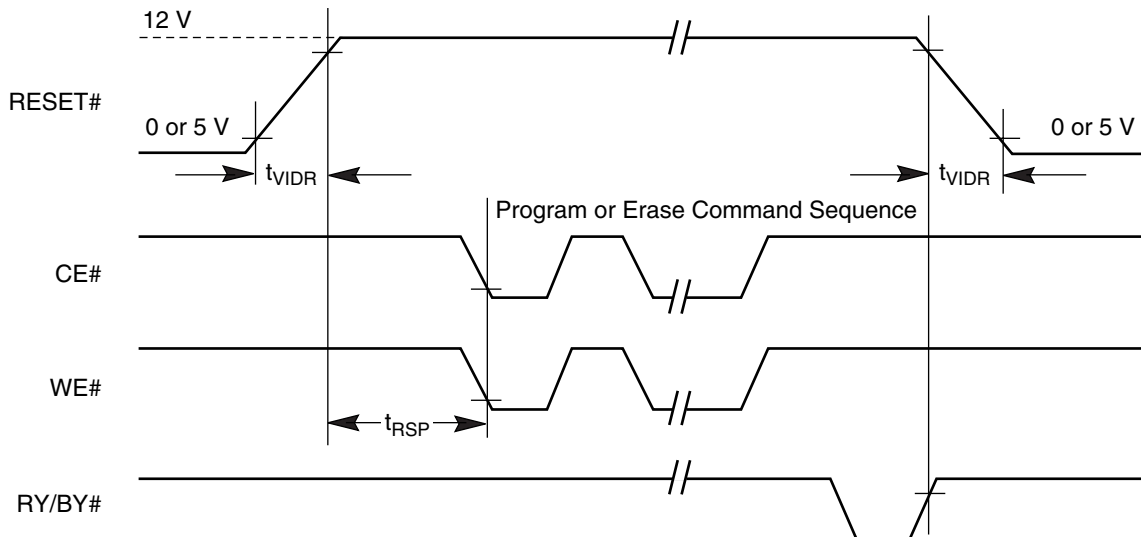 12 V
RESET#
0 or 5 V
0 or 5 V
tVIDR
tVIDR
Program or Erase Command Sequence
CE#
WE#
tRSP
RY/BY#